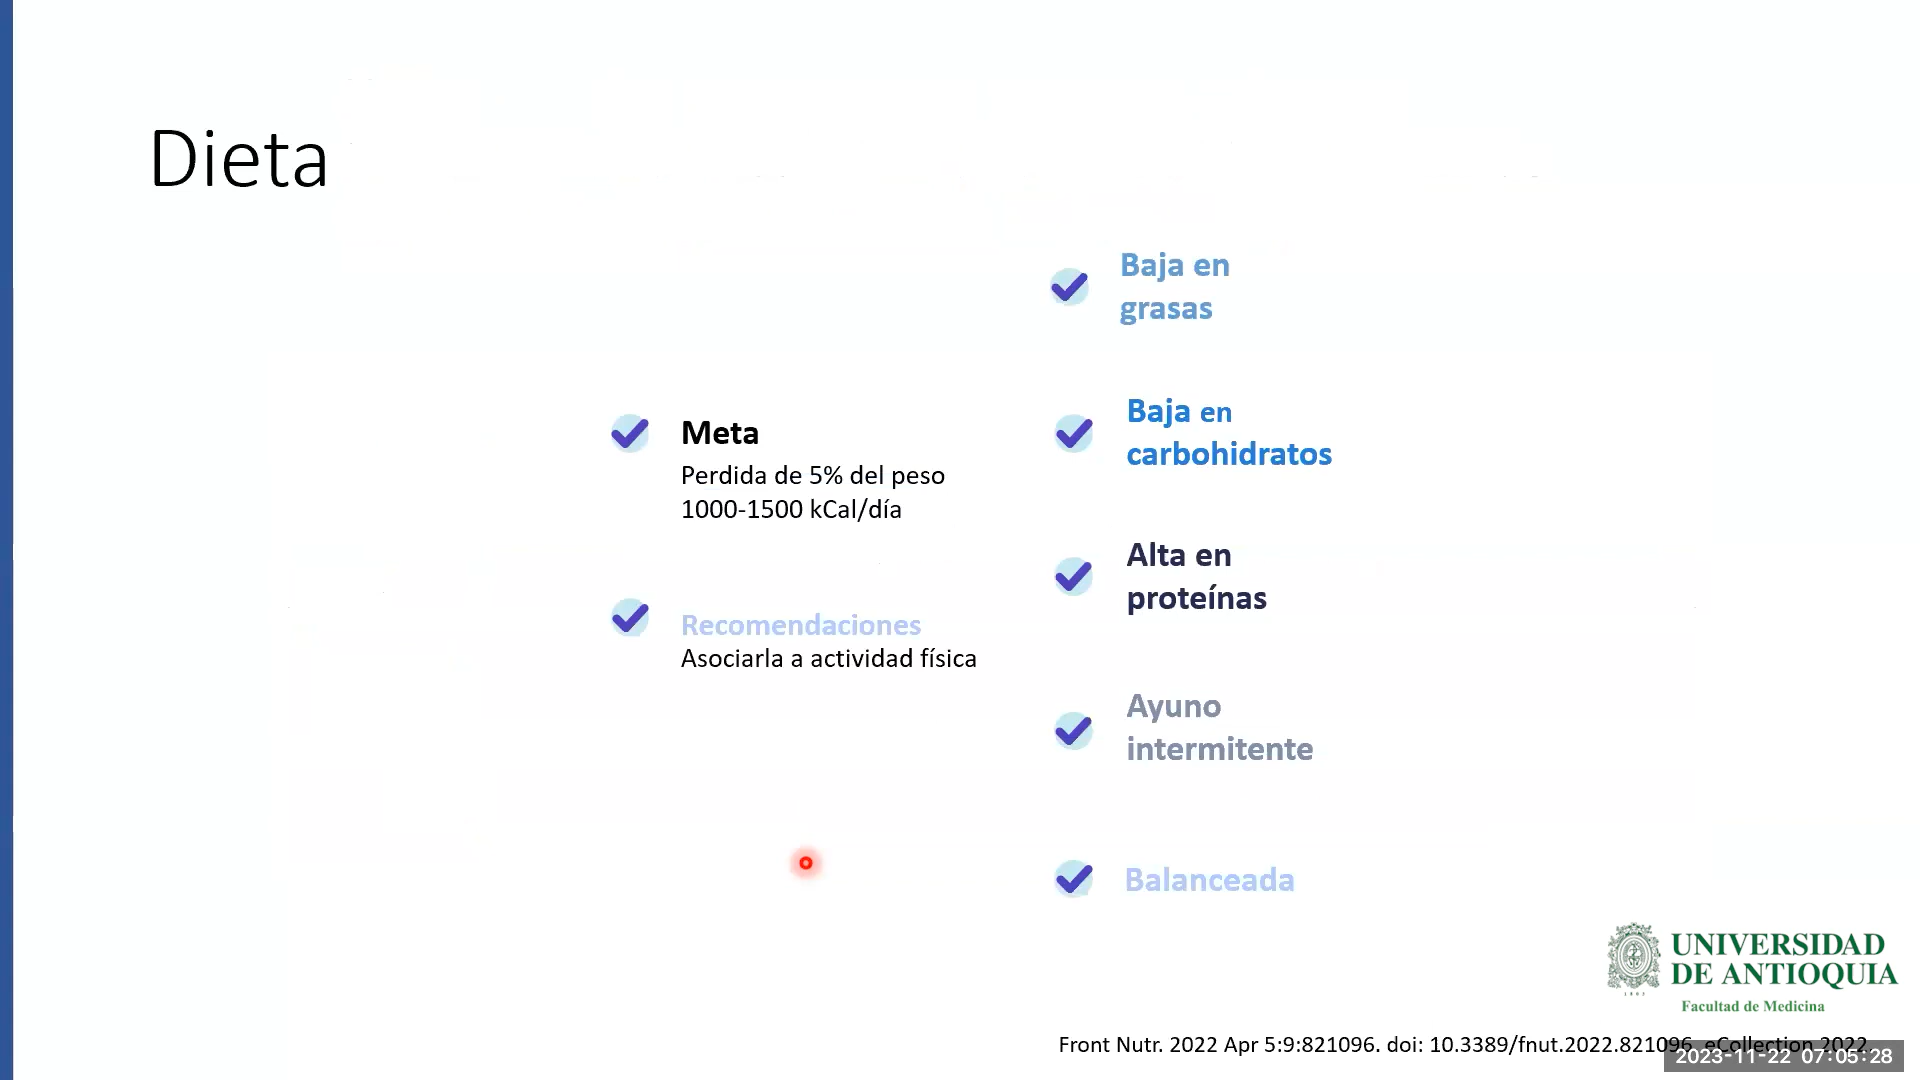 Dieta
Meta
Perdida de 5% del peso
1000-1500 kCal/día
Recomendaciones
Asociarla a actividad física
Baja en
grasas
Baja en
carbohidratos
Alta en
proteínas
Ayuno
intermitente
Balanceada
UNIVERSIDAD
DE ANTIOQUIA
1803
Facultad de Medicina
Front Nutr. 2022 Apr 5:9:821096. doi: 10.3389/fnut.2022.821096. eCollection 2022.
2023-11-22 07:05:28